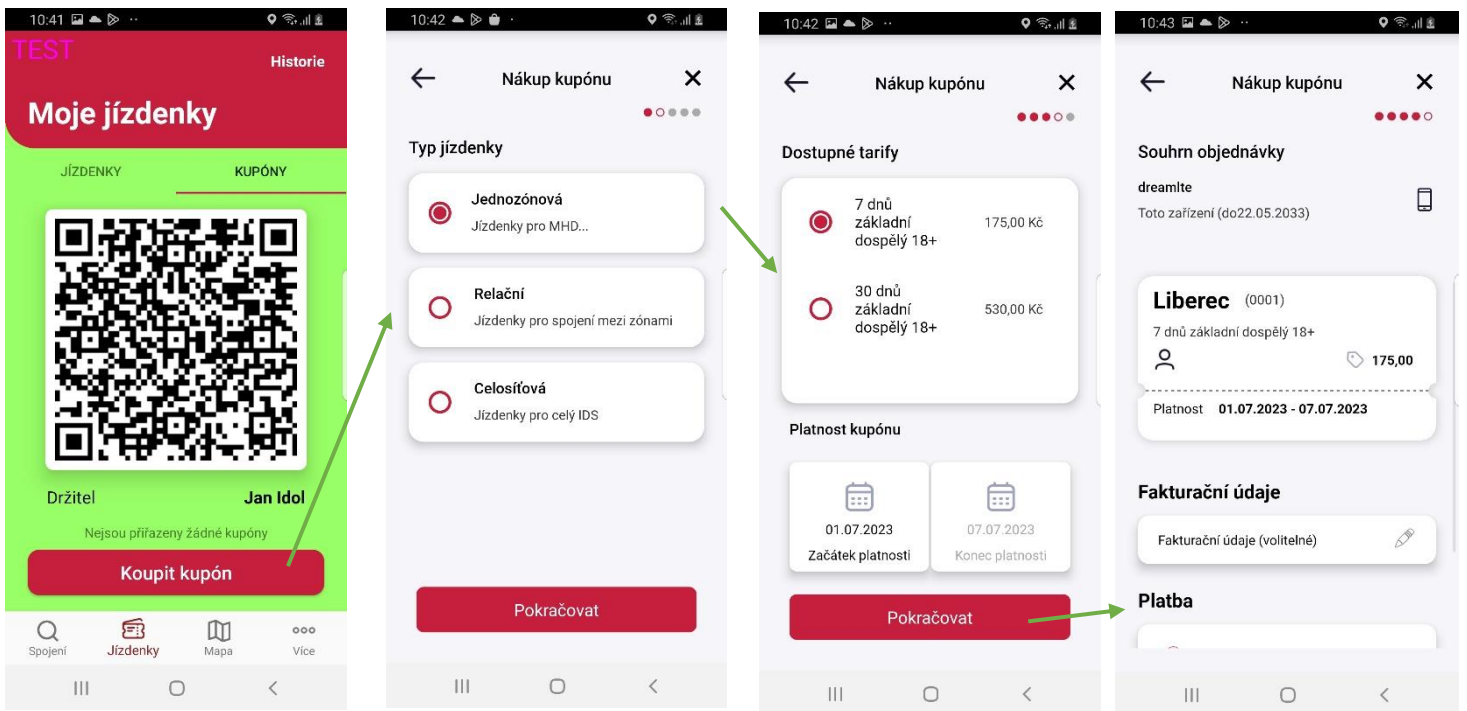 10:41
TEST
Historie
Moje jízdenky
JÍZDENKY
KUPÓNY
Držitel
Jan Idol
Nejsou přiřazeny žádné kupóny
Koupit kupón
Spojení
Jízdenky
Mapa
Více
10:42
Nákup kupónu
Typ jízdenky
Jednozónová
Jízdenky pro MHD...
Relační
Jízdenky pro spojení mezi zónami
Celosíťová
Jízdenky pro celý IDS
Pokračovat
10:42
Nákup kupónu
Dostupné tarify
7 dnů
základní
dospělý 18+
175,00 Kč
30 dnů
základní
dospělý 18+
530,00 Kč
Platnost kupónu
01.07.2023
Začátek platnosti
07.07.2023
Konec platnosti
Pokračovat
10:43
Nákup kupónu
Souhrn objednávky
dreamlte
Toto zařízení (do22.05.2033)
Liberec (0001)
7 dnů základní dospělý 18+
175,00
Platnost 01.07.2023 - 07.07.2023
Fakturační údaje
Fakturační údaje (volitelné)
Platba